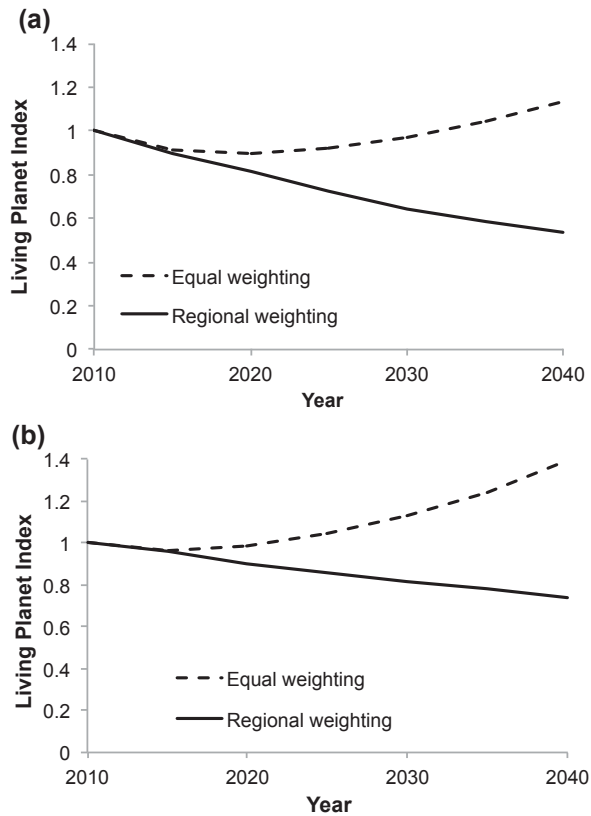 (a)
1.4
1.2
1
0.8
0.6
0.4
0.2
0
Living Planet Index
Equal weighting
Regional weighting
2010 2020 2030 2040
Year
(b)
1.4
1.2
1
0.8
0.6
0.4
0.2
0
Living Planet Index
Equal weighting
Regional weighting
2010 2020 2030 2040
Year